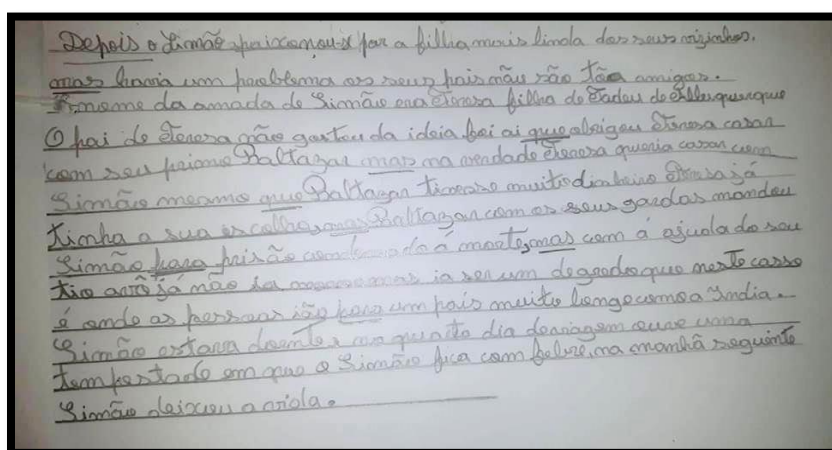 Depois o Simão apaixonou-se por a filha mais linda dos seus vizinhos.
mas havia um problema os seus pais não são tão amigos.
nome da amada de Simão era Teresa filha de Tadeu de Albuquerque
O pai de Teresa não gostou da ideia foi ai que obrigou Teresa casar
com seu primo Baltazar mas na verdade Teresa queria casar com
Simão mesmo que Baltazar tivesse muito dinheiro Teresa já
tinha a sua escolha, mas Baltazar com os seus gardas mandou
Simão para prisão condenado á morte, mas com á ajuda do seu
tio já não ia mas ia ser um degredo que neste casso
é onde as pessoas ião para um pais muito longe como a India.
Simão estava doente, no quinto dia de viagem ouve uma
tempestade em que o Simão fica com febre, na manhã seguinte
Simão deixou a vida.